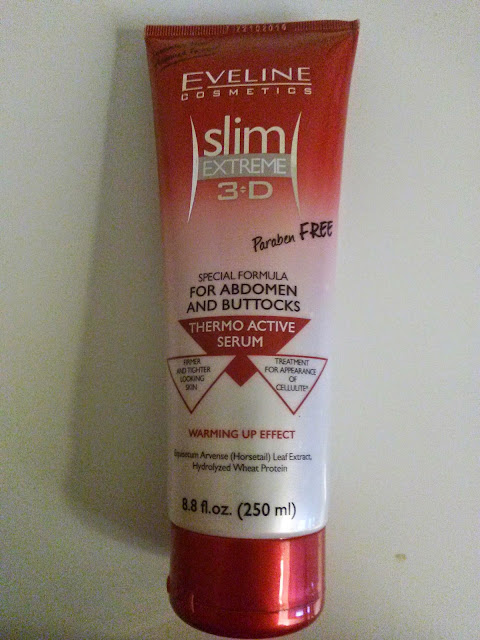 72102016
EVELINE
COSMETICS
slim
EXTREME
3D
Paraben FREE
SPECIAL FORMULA
FOR ABDOMEN
AND BUTTOCKS
THERMO ACTIVE
SERUM
FIRMER
AND TIGHTER
LOOKING
SKIN
TREATMENT
FOR APPEARANCE
OF
CELLULITE*
WARMING UP EFFECT
Equisetum Arvense (Horsetail) Leaf Extract,
Hydrolyzed Wheat Protein
8.8 fl.oz. (250 ml)